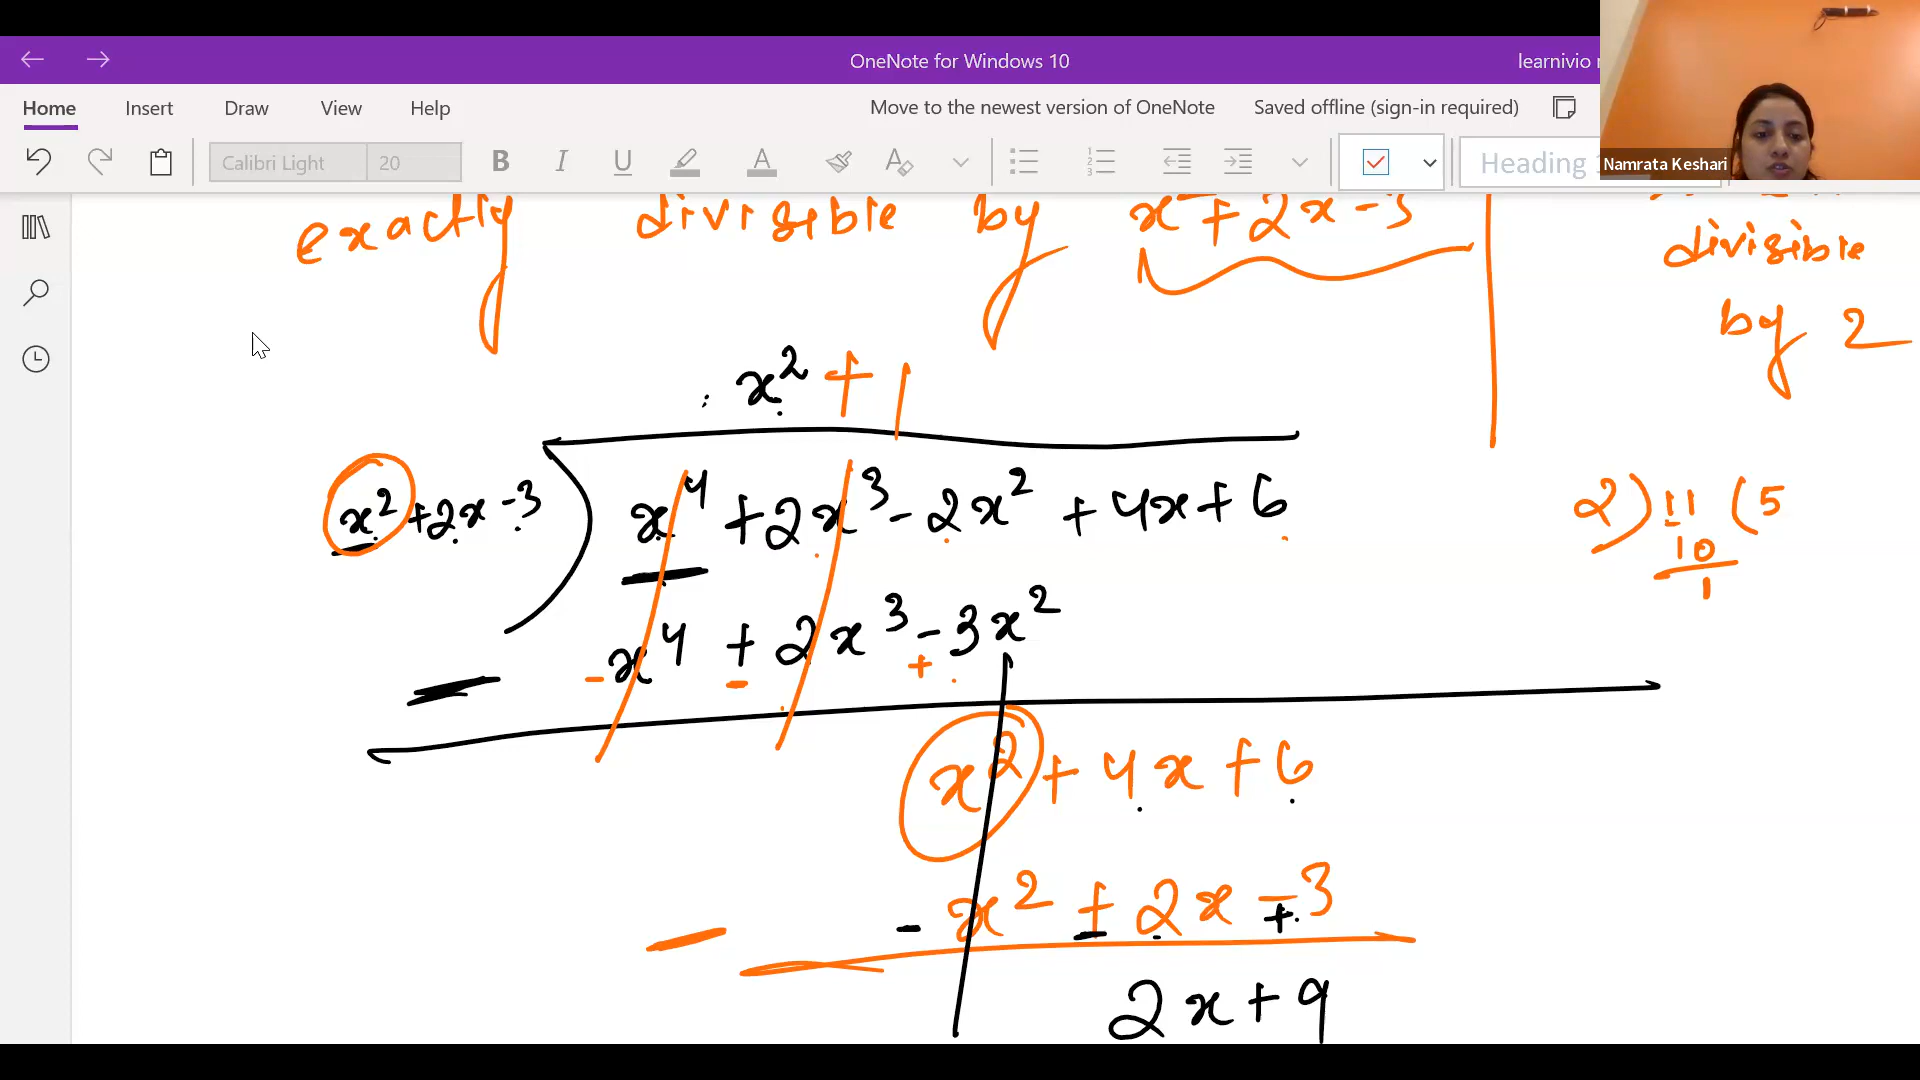 OneNote for Windows 10
learnivio
Home Insert Draw View Help
Move to the newest version of OneNote Saved offline (sign-in required)
Calibri Light 20 B I U A A Heading
Namrata Keshari
exactly divisible by x² + 2x - 3
divisible
by 2
x² + 1
x² + 2x - 3 ) x⁴ + 2x³ - 2x² + 4x + 6
2 ) 11 ( 5
10
1
x⁴ + 2x³ - 3x²
- - +
x² + 4x + 6
x² + 2x - 3
- - +
2x + 9